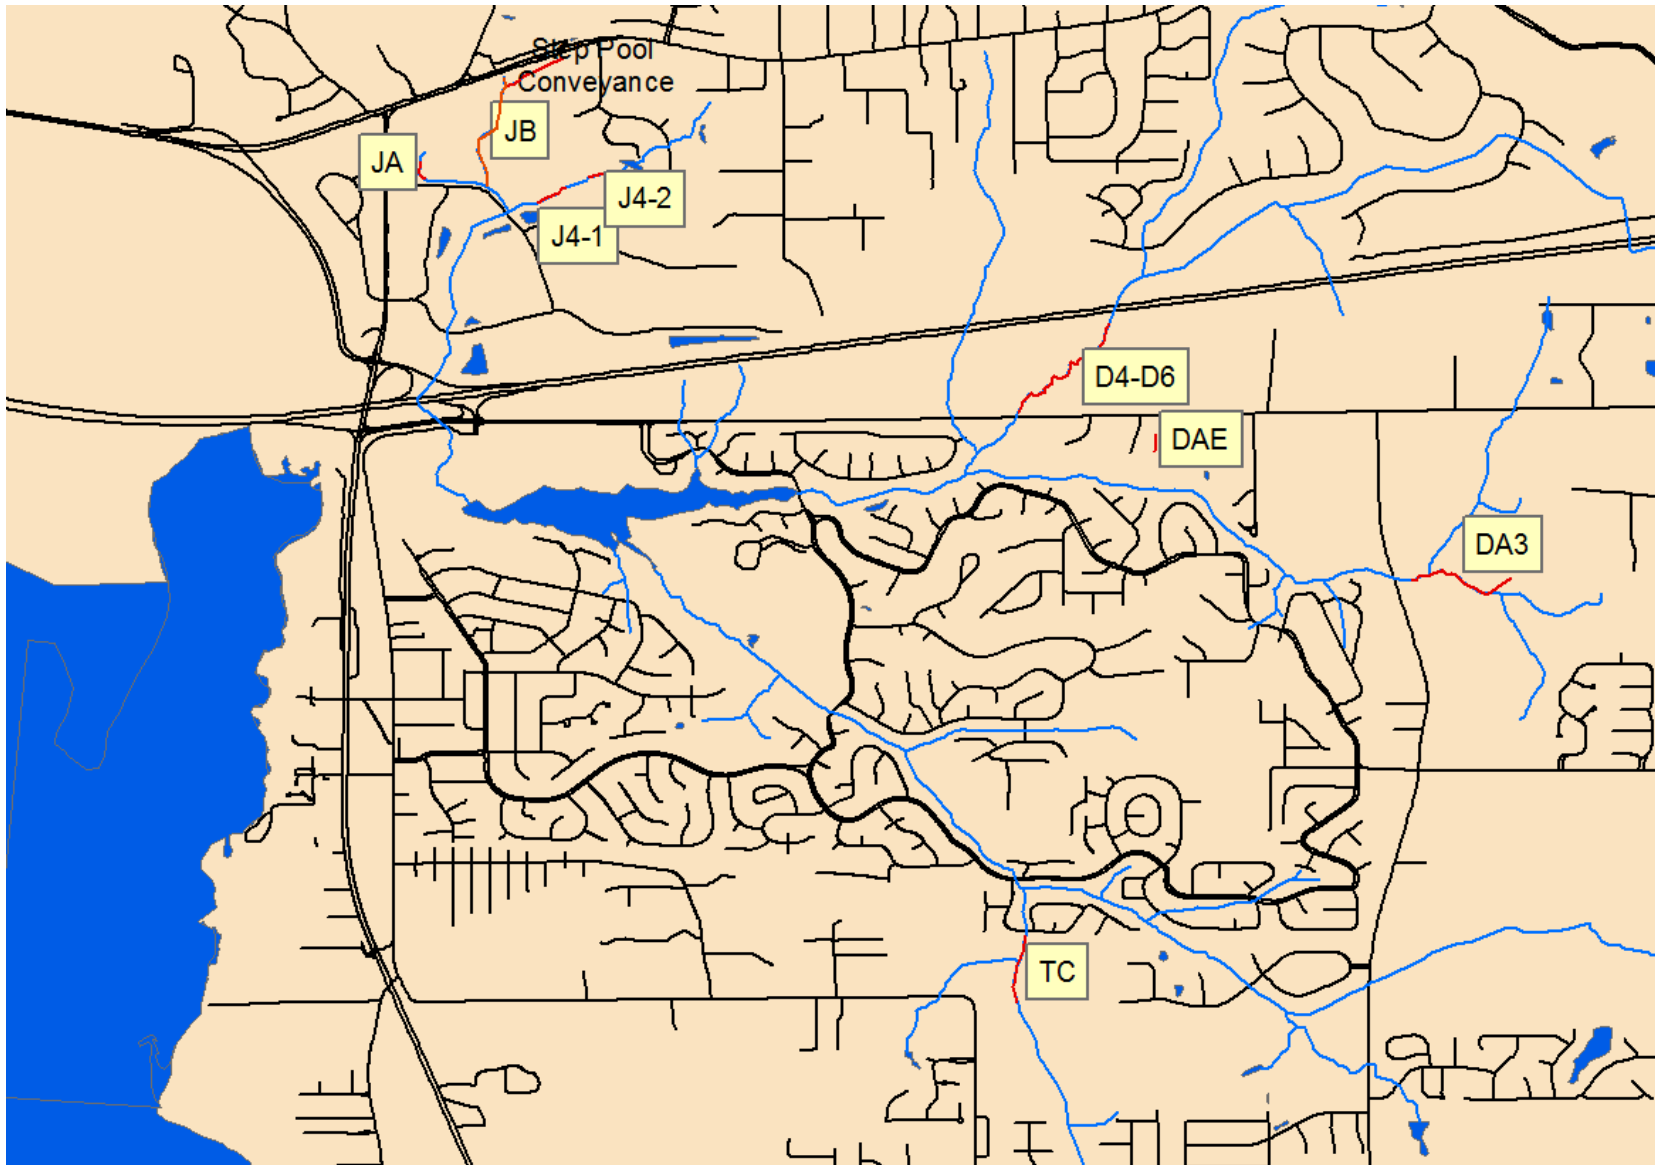 Step Pool
Conveyance
JB
JA
J4-2
J4-1
D4-D6
DAE
DA3
TC